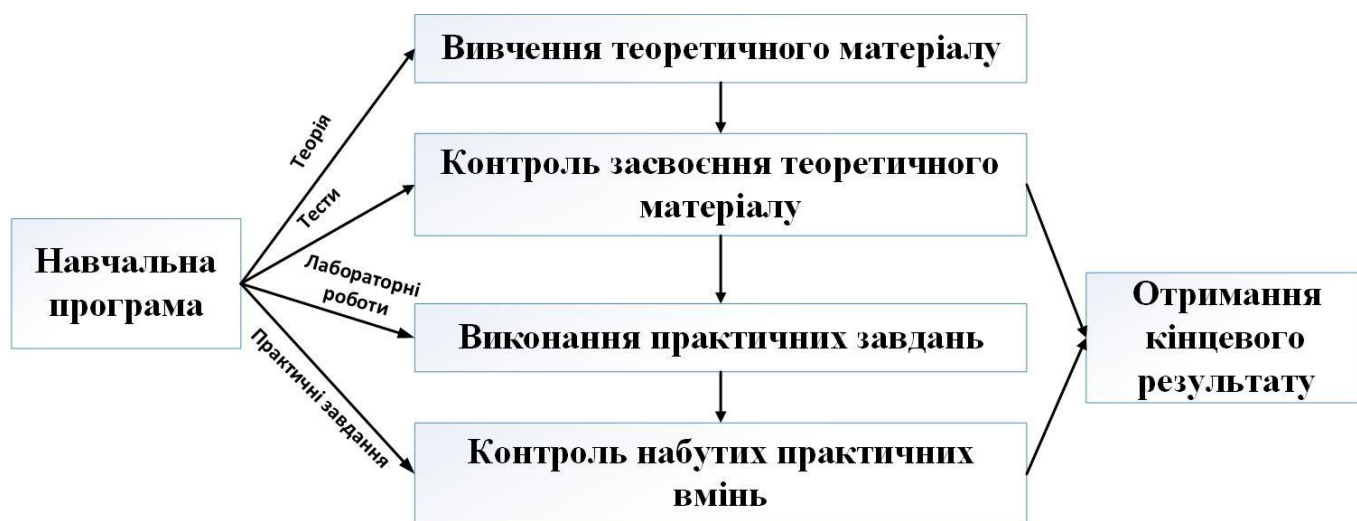 Вивчення теоретичного матеріалу
Теорія
Контроль засвоєння теоретичного
матеріалу
Тести
Навчальна
програма
Лабораторні
роботи
Виконання практичних завдань
Практичні завдання
Контроль набутих практичних
вмінь
Отримання
кінцевого
результату